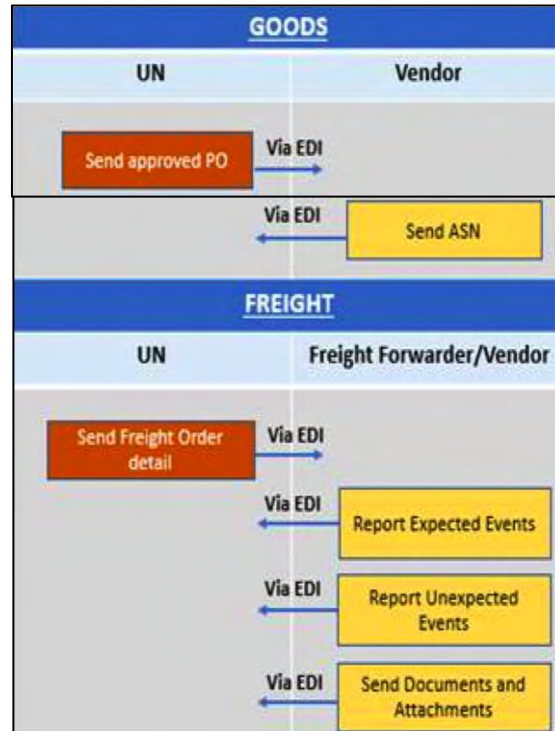 GOODS
UN Vendor
Send approved PO Via EDI
Via EDI Send ASN
FREIGHT
UN Freight Forwarder/Vendor
Send Freight Order
detail
Via EDI
Via EDI
Report Expected Events
Via EDI
Report Unexpected
Events
Via EDI
Send Documents and
Attachments